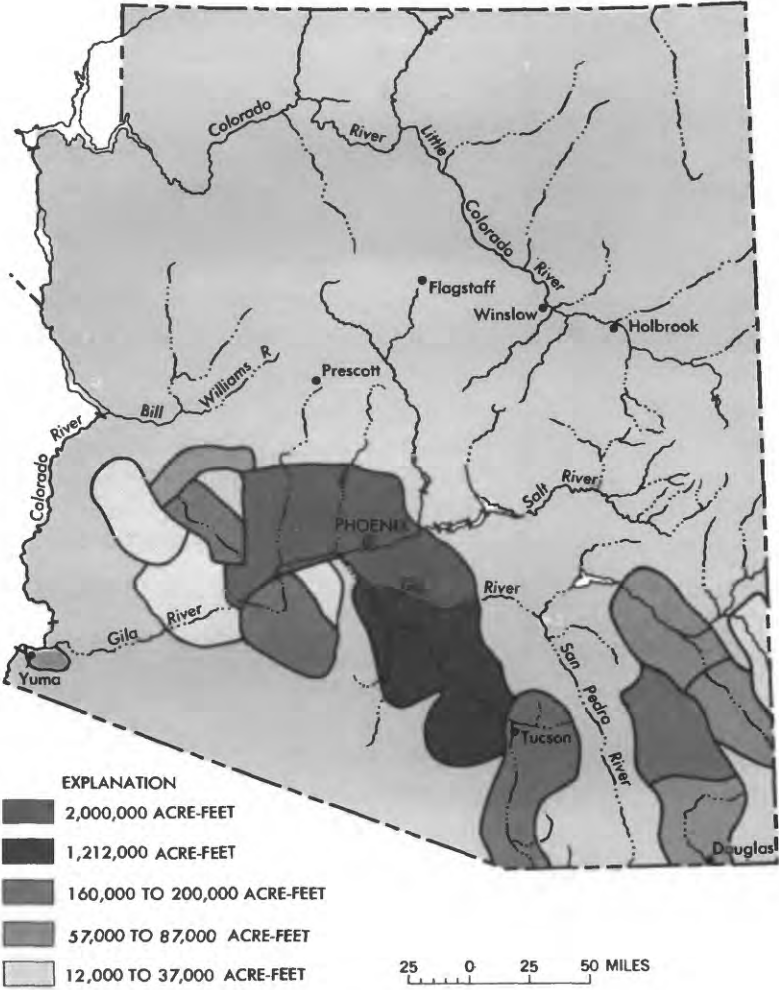 Colorado
River
Little
Colorado
River
Flagstaff
Winslow
Holbrook
Prescott
Bill
Williams R
Colorado
River
Salt
River
PHOENIX
Gila
River
Gila
River
San
Pedro
River
Yuma
Tucson
Douglas
EXPLANATION
2,000,000 ACRE-FEET
1,212,000 ACRE-FEET
160,000 TO 200,000 ACRE-FEET
57,000 TO 87,000 ACRE-FEET
12,000 TO 37,000 ACRE-FEET
25 0 25 50 MILES